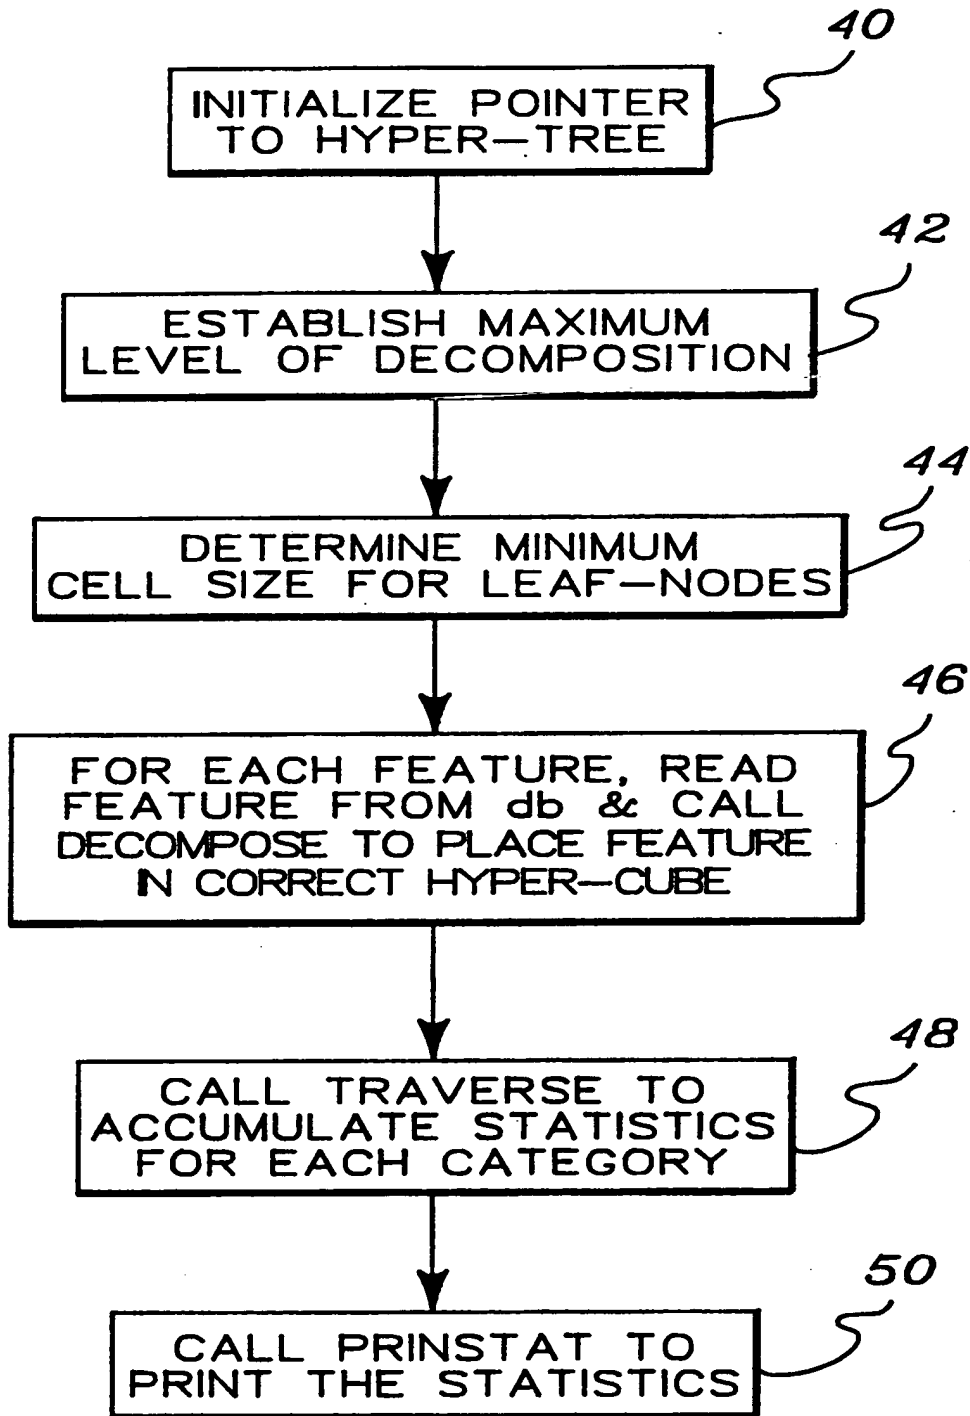 40
INITIALIZE POINTER
TO HYPER-TREE
42
ESTABLISH MAXIMUM
LEVEL OF DECOMPOSITION
44
DETERMINE MINIMUM
CELL SIZE FOR LEAF-NODES
46
FOR EACH FEATURE, READ
FEATURE FROM db & CALL
DECOMPOSE TO PLACE FEATURE
IN CORRECT HYPER-CUBE
48
CALL TRAVERSE TO
ACCUMULATE STATISTICS
FOR EACH CATEGORY
50
CALL PRINSTAT TO
PRINT THE STATISTICS